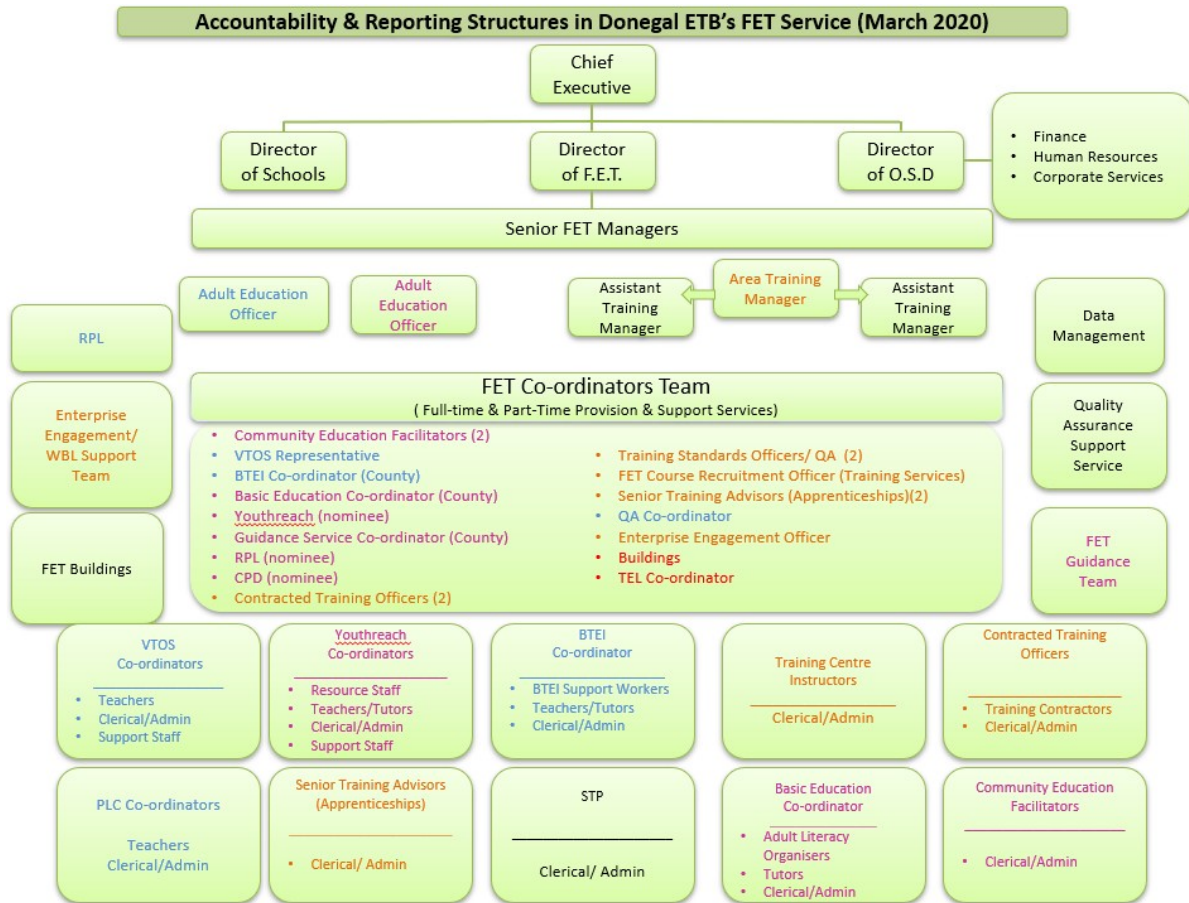 Accountability & Reporting Structures in Donegal ETB's FET Service (March 2020)
Chief
Executive
Director
of Schools
Director
of F.E.T.
Director
of O.S.D
• Finance
• Human Resources
• Corporate Services
Senior FET Managers
Adult Education
Officer
Adult
Education
Officer
Assistant
Training
Manager
Area Training
Manager
Assistant
Training
Manager
RPL
Data
Management
Enterprise
Engagement/
WBL Support
Team
FET Co-ordinators Team
( Full-time & Part-Time Provision & Support Services)
• Community Education Facilitators (2)
• VTOS Representative
• BTEI Co-ordinator (County)
• Basic Education Co-ordinator (County)
• Youthreach (nominee)
• Guidance Service Co-ordinator (County)
• RPL (nominee)
• CPD (nominee)
• Contracted Training Officers (2)
• Training Standards Officers/ QA (2)
• FET Course Recruitment Officer (Training Services)
• Senior Training Advisors (Apprenticeships)(2)
• QA Co-ordinator
• Enterprise Engagement Officer
• Buildings
• TEL Co-ordinator
Quality
Assurance
Support
Service
FET Buildings
FET
Guidance
Team
VTOS
Co-ordinators
• Teachers
• Clerical/Admin
• Support Staff
Youthreach
Co-ordinators
• Resource Staff
• Teachers/Tutors
• Clerical/Admin
• Support Staff
BTEI
Co-ordinator
• BTEI Support Workers
• Teachers/Tutors
• Clerical/Admin
Training Centre
Instructors
Clerical/Admin
Contracted Training
Officers
• Training Contractors
• Clerical/Admin
PLC Co-ordinators
Teachers
Clerical/Admin
Senior Training Advisors
(Apprenticeships)
• Clerical/ Admin
STP
Clerical/ Admin
Basic Education
Co-ordinator
• Adult Literacy
Organisers
• Tutors
• Clerical/Admin
Community Education
Facilitators
• Clerical/Admin